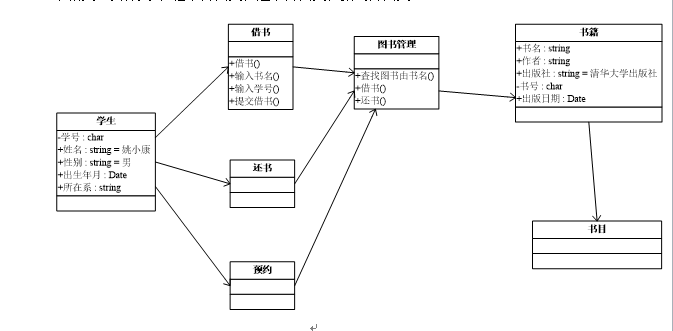 借书
+借书()
+输入书名()
+输入学号()
+提交借书()
图书管理
+查找图书由书名()
+借书()
+还书()
书籍
+书名 : string
+作者 : string
+出版社 : string = 清华大学出版社
-书号 : char
+出版日期 : Date
学生
-学号 : char
+姓名 : string = 姚小康
+性别 : string = 男
+出生年月 : Date
+所在系 : string
还书
预约
书目